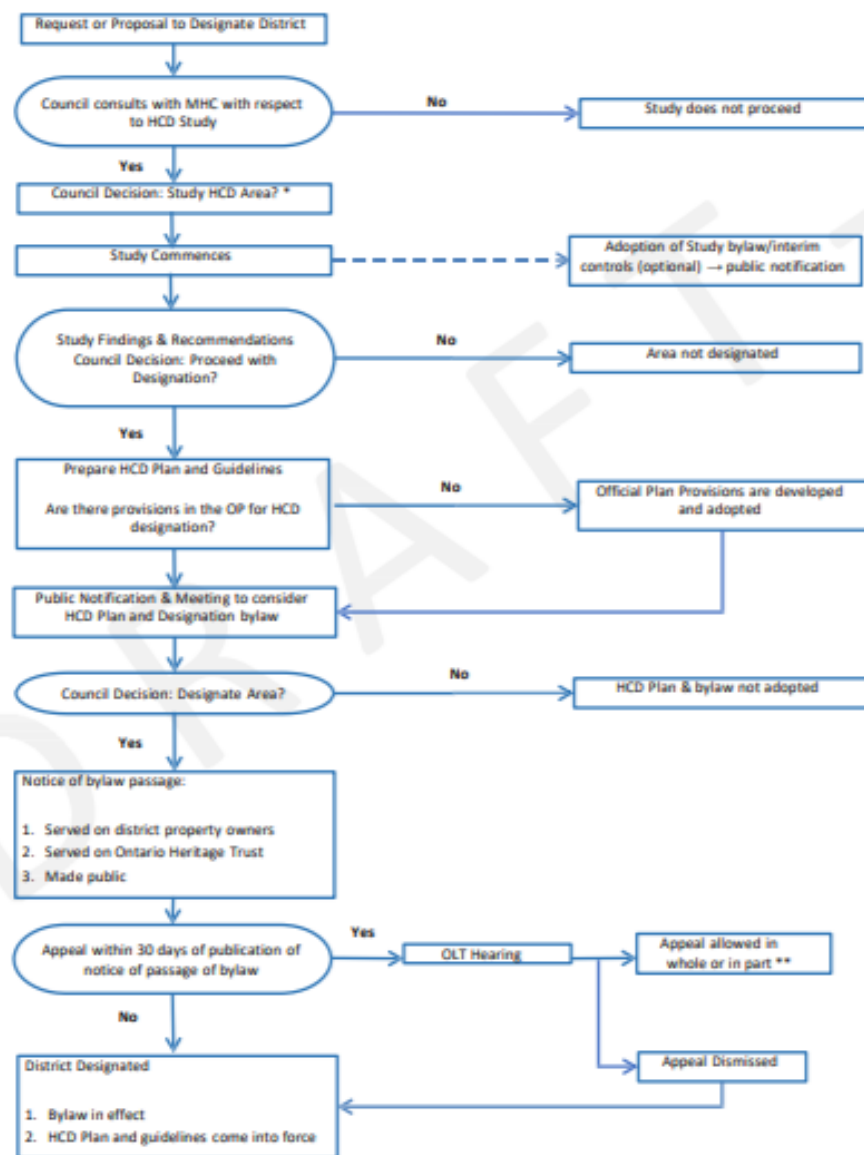 Request or Proposal to Designate District
Council consults with MHC with respect
to HCD Study
No
Study does not proceed
Yes
Council Decision: Study HCD Area? *
Study Commences
Adoption of Study bylaw/interim
controls (optional) → public notification
Study Findings & Recommendations
Council Decision: Proceed with
Designation?
No
Area not designated
Yes
Prepare HCD Plan and Guidelines
Are there provisions in the OP for HCD
designation?
No
Official Plan Provisions are developed
and adopted
Public Notification & Meeting to consider
HCD Plan and Designation bylaw
Council Decision: Designate Area?
No
HCD Plan & bylaw not adopted
Yes
Notice of bylaw passage:
1. Served on district property owners
2. Served on Ontario Heritage Trust
3. Made public
Appeal within 30 days of publication of
notice of passage of bylaw
Yes
OLT Hearing
Appeal allowed in
whole or in part **
No
Appeal Dismissed
District Designated
1. Bylaw in effect
2. HCD Plan and guidelines come into force
DRAFT